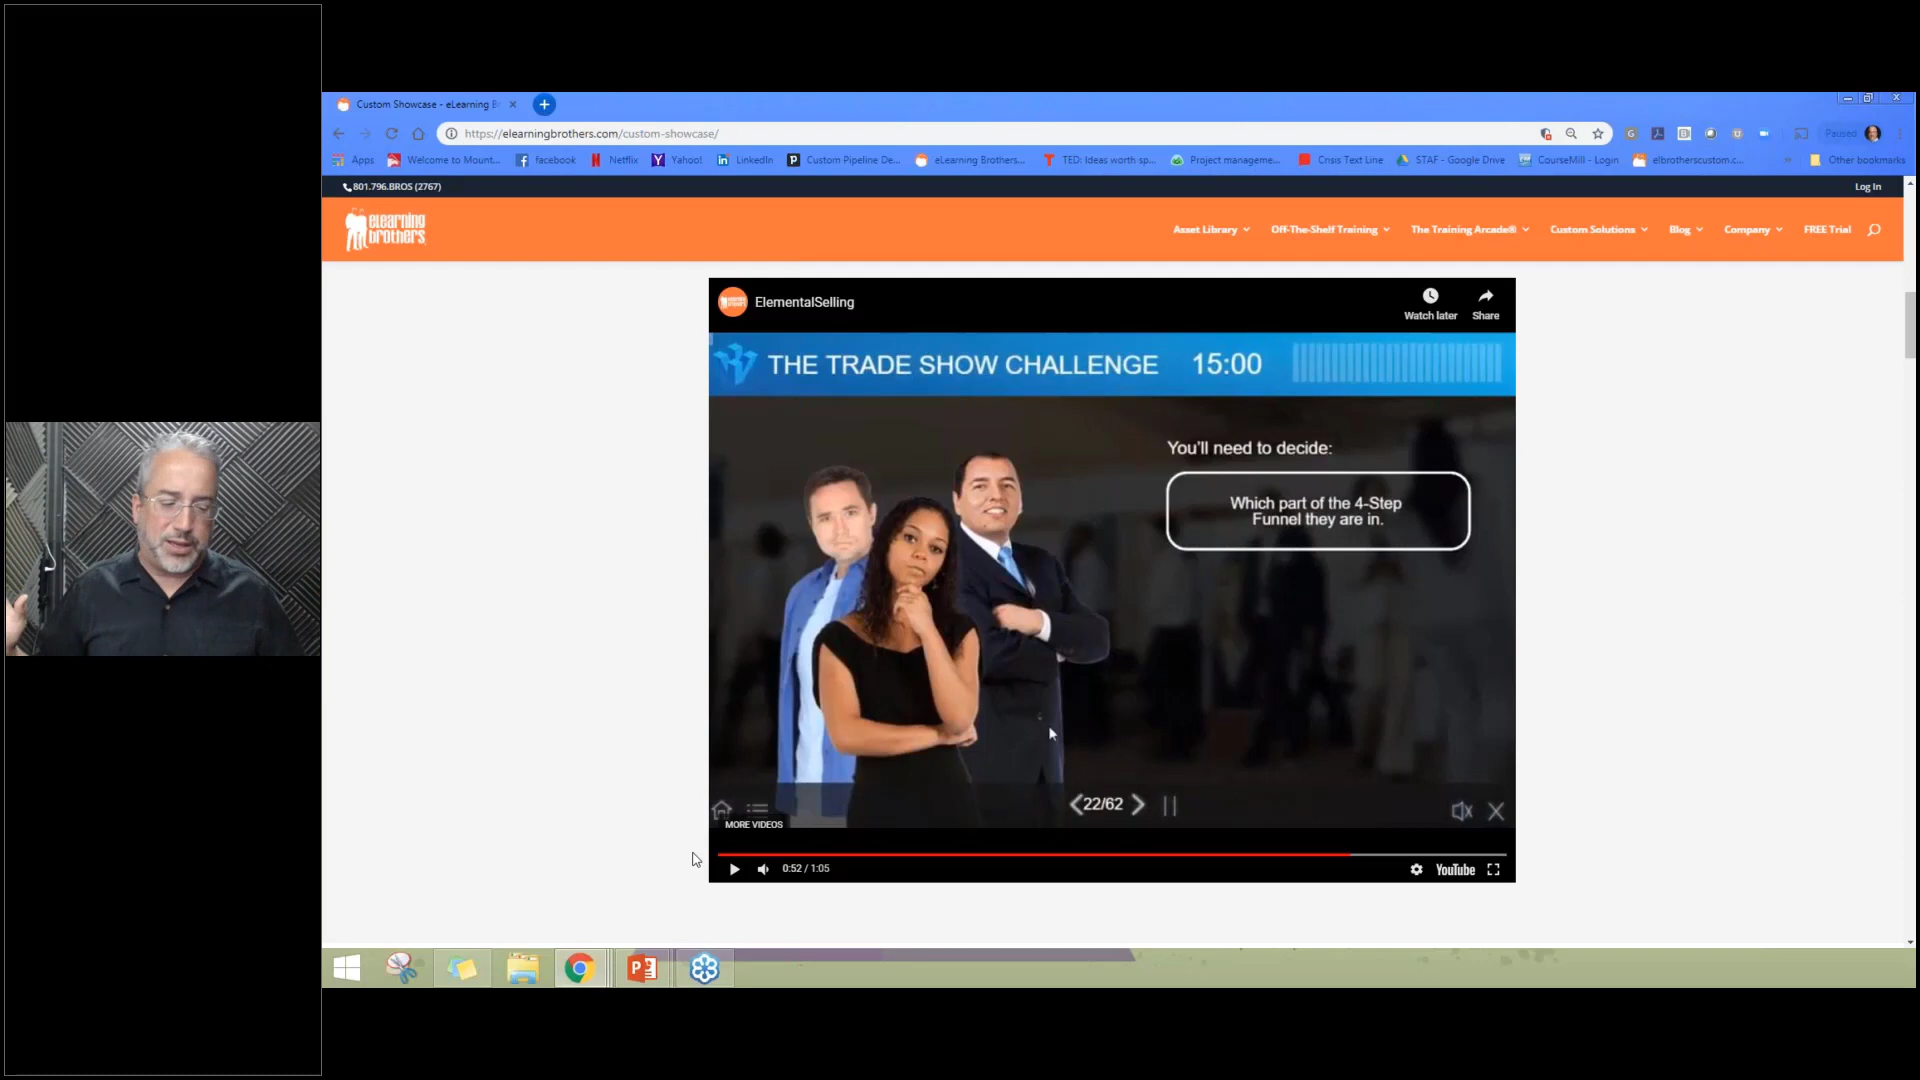 Custom Showcase - eLearning B
https://elearningbrothers.com/custom-showcase/
Paused
Apps
Welcome to Mount...
facebook
Netflix
Yahoo!
LinkedIn
Custom Pipeline De...
eLearning Brothers...
TED: Ideas worth sp...
Project manageme...
Crisis Text Line
STAF - Google Drive
CourseMill - Login
elbrotherscustom.c...
Other bookmarks
801.796.BROS (2767)
Log In
eLearning
brothers
Asset Library
Off-The-Shelf Training
The Training Arcade®
Custom Solutions
Blog
Company
FREE Trial
ElementalSelling
Watch later
Share
THE TRADE SHOW CHALLENGE 15:00
You'll need to decide:
Which part of the 4-Step
Funnel they are in.
22/62
MORE VIDEOS
0:52 / 1:05
YouTube